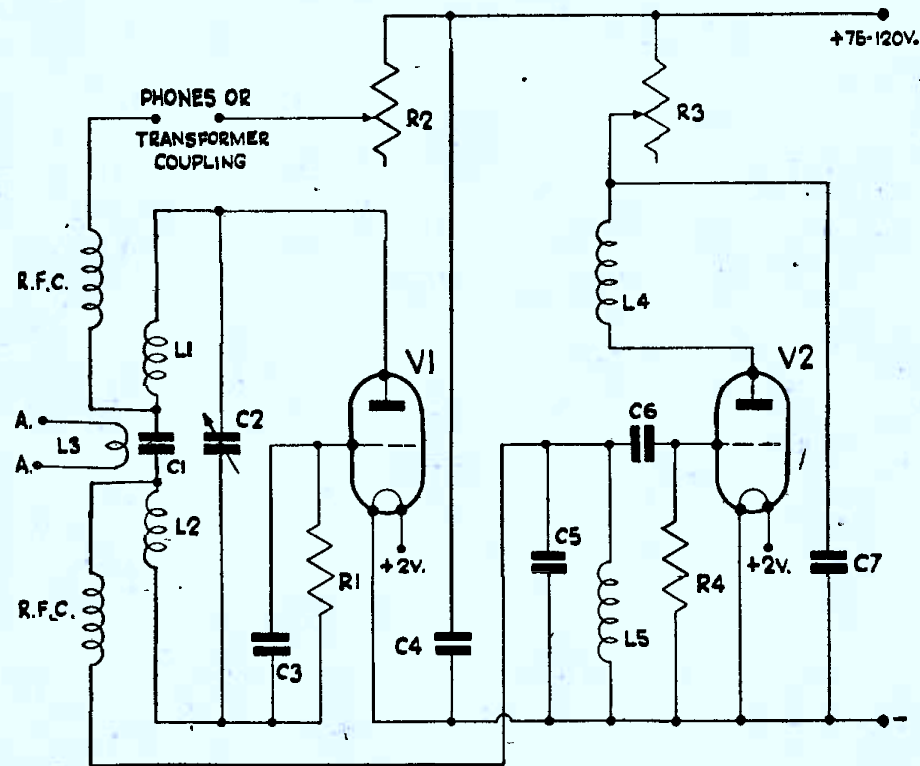 +75-120V.
PHONES OR
TRANSFORMER
COUPLING
R2
R3
R.F.C.
L4
L1
V1
V2
A.
L3
C2
C6
A.
C1
L2
C5
+2V.
R1
+2V.
C7
R4
R.F.C.
L5
C3
C4
-